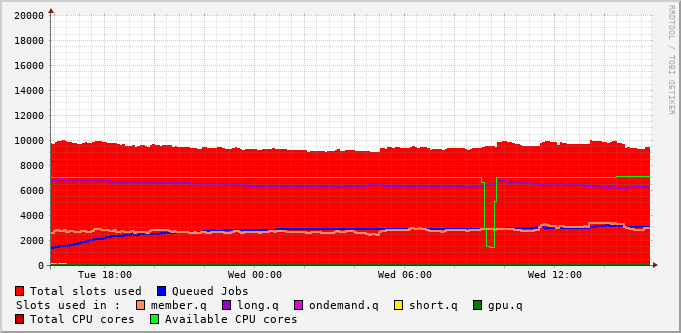 20000
18000
16000
14000
12000
10000
8000
6000
4000
2000
0
Tue 18:00 Wed 00:00 Wed 06:00 Wed 12:00
Total slots used Queued Jobs
Slots used in : member.q long.q ondemand.q short.q gpu.q
Total CPU cores Available CPU cores
RRDTOOL / TOBI OETIKER